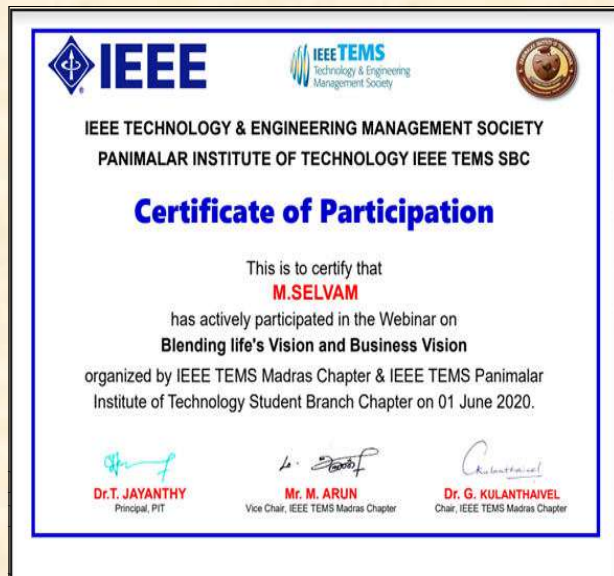 IEEE
IEEE TEMS
Technology & Engineering
Management Society
IEEE TECHNOLOGY & ENGINEERING MANAGEMENT SOCIETY
PANIMALAR INSTITUTE OF TECHNOLOGY IEEE TEMS SBC
Certificate of Participation
This is to certify that
M.SELVAM
has actively participated in the Webinar on
Blending life's Vision and Business Vision
organized by IEEE TEMS Madras Chapter & IEEE TEMS Panimalar
Institute of Technology Student Branch Chapter on 01 June 2020.
Kulanthaivel
Dr.T. JAYANTHY
Mr. M. ARUN
Dr. G. KULANTHAIVEL
Principal, PIT
Vice Chair, IEEE TEMS Madras Chapter
Chair, IEEE TEMS Madras Chapter